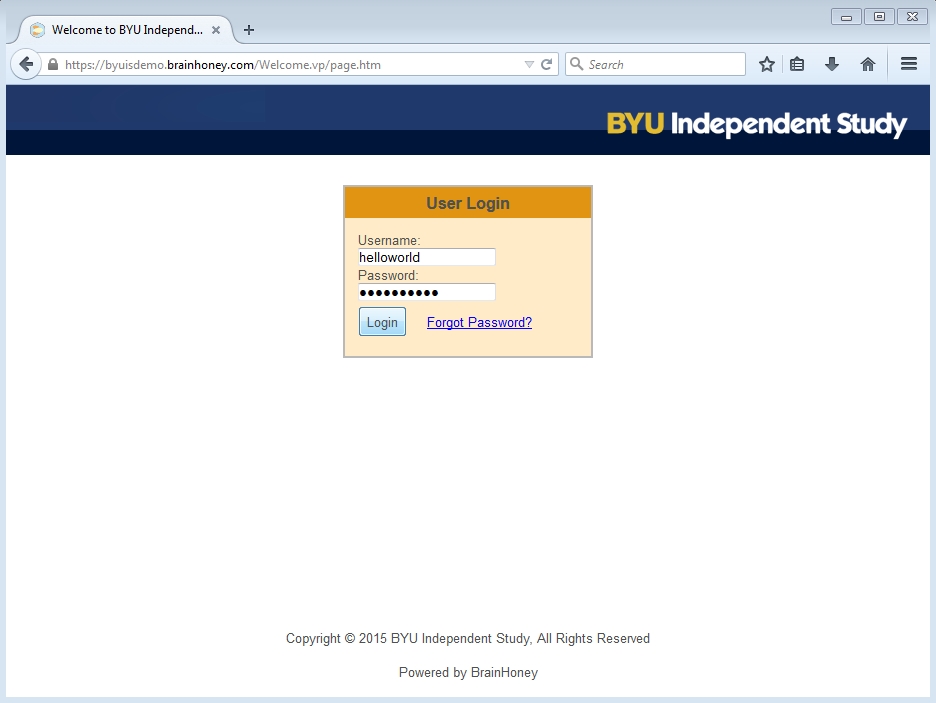 Welcome to BYU Independ...
https://byuisdemo.brainhoney.com/Welcome.vp/page.htm
Search
BYU Independent Study
User Login
Username:
helloworld
Password:
●●●●●●●●●●
Login Forgot Password?
Copyright © 2015 BYU Independent Study, All Rights Reserved
Powered by BrainHoney